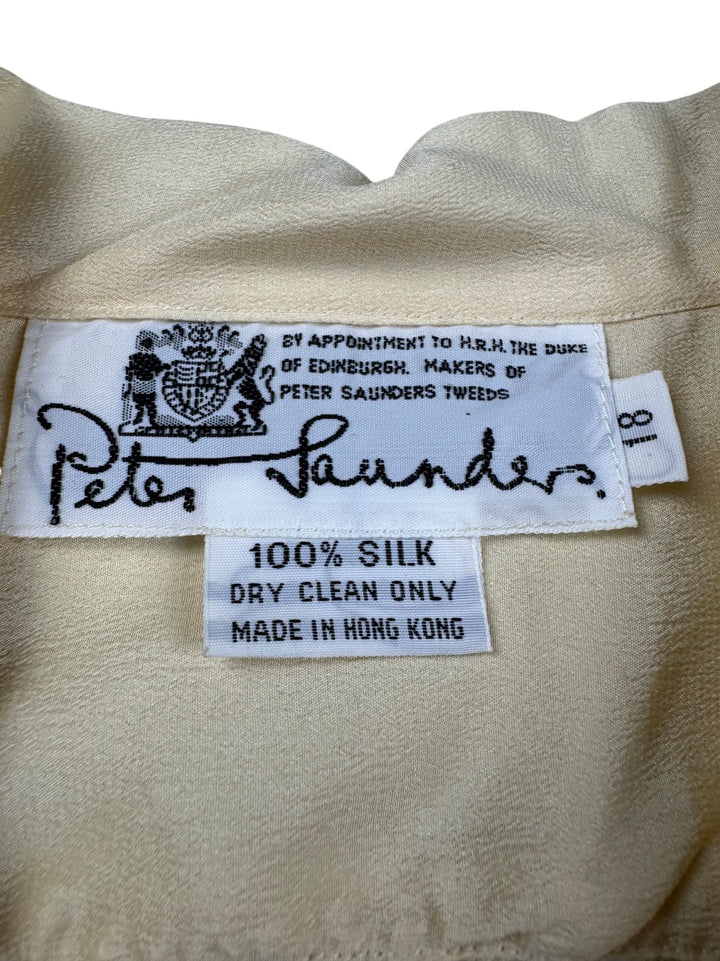 BY APPOINTMENT TO H.R.H. THE DUKE
OF EDINBURGH. MAKERS OF
PETER SAUNDERS TWEEDS
Peter Saunders.
18
100% SILK
DRY CLEAN ONLY
MADE IN HONG KONG